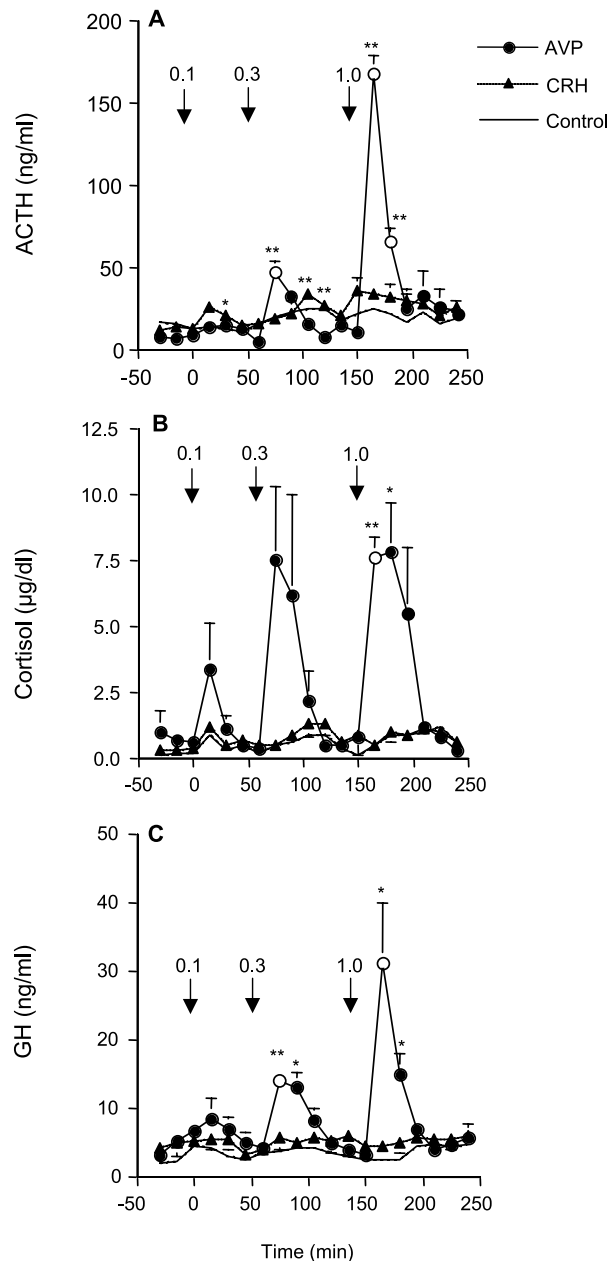 A
200
150
100
50
0
ACTH (ng/ml)
0.1
0.3
1.0
**
**
**
*
**
**
AVP
CRH
Control
-50 0 50 100 150 200 250
B
12.5
10.0
7.5
5.0
2.5
0.0
Cortisol (µg/dl)
0.1
0.3
1.0
**
*
-50 0 50 100 150 200 250
C
50
40
30
20
10
0
GH (ng/ml)
0.1
0.3
1.0
**
*
*
*
-50 0 50 100 150 200 250
Time (min)